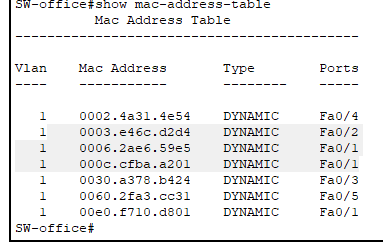 SW-office#show mac-address-table
Mac Address Table
-------------------------------------------
Vlan    Mac Address       Type        Ports
----    -----------       --------    -----
1    0002.4a31.4e54    DYNAMIC     Fa0/4
1    0003.e46c.d2d4    DYNAMIC     Fa0/2
1    0006.2ae6.59e5    DYNAMIC     Fa0/1
1    000c.cfba.a201    DYNAMIC     Fa0/1
1    0030.a378.b424    DYNAMIC     Fa0/3
1    0060.2fa3.cc31    DYNAMIC     Fa0/5
1    00e0.f710.d801    DYNAMIC     Fa0/1
SW-office#